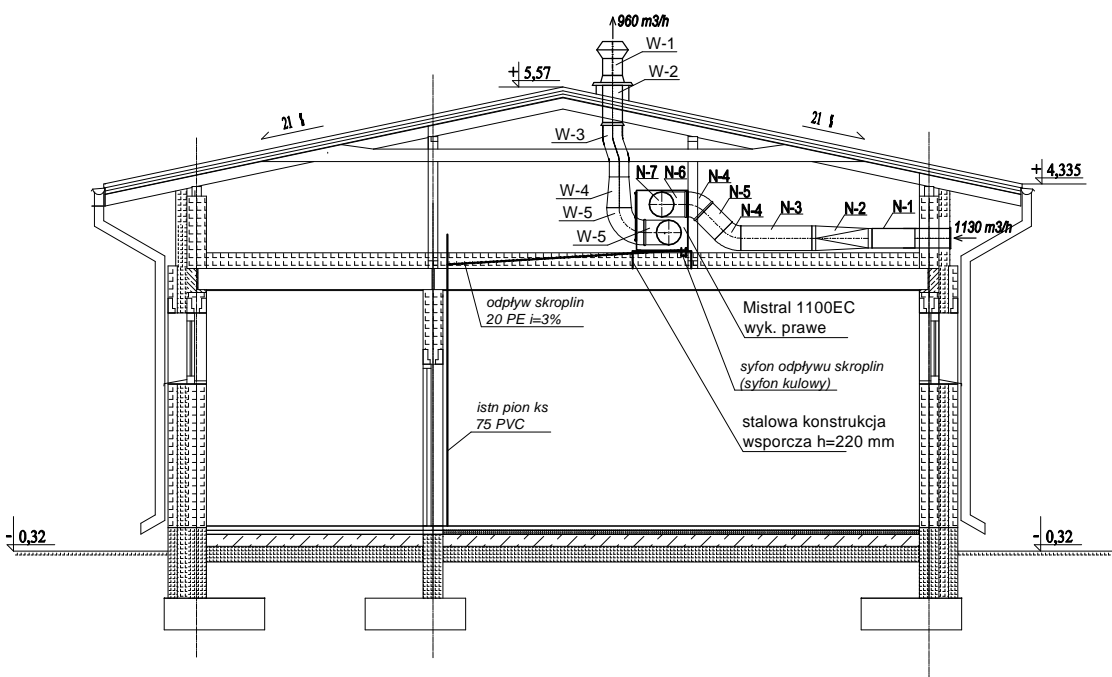 960 m3/h
W-1
W-2
+ 5,57
21 %
21 %
W-3
+ 4,335
N-7 N-6 N-4
N-5
W-4
N-4 N-3 N-2 N-1
W-5
1130 m3/h
W-5
odpływ skroplin
20 PE i=3%
Mistral 1100EC
wyk. prawe
syfon odpływu skroplin
(syfon kulowy)
istn pion ks
75 PVC
stalowa konstrukcja
wsporcza h=220 mm
- 0,32
- 0,32